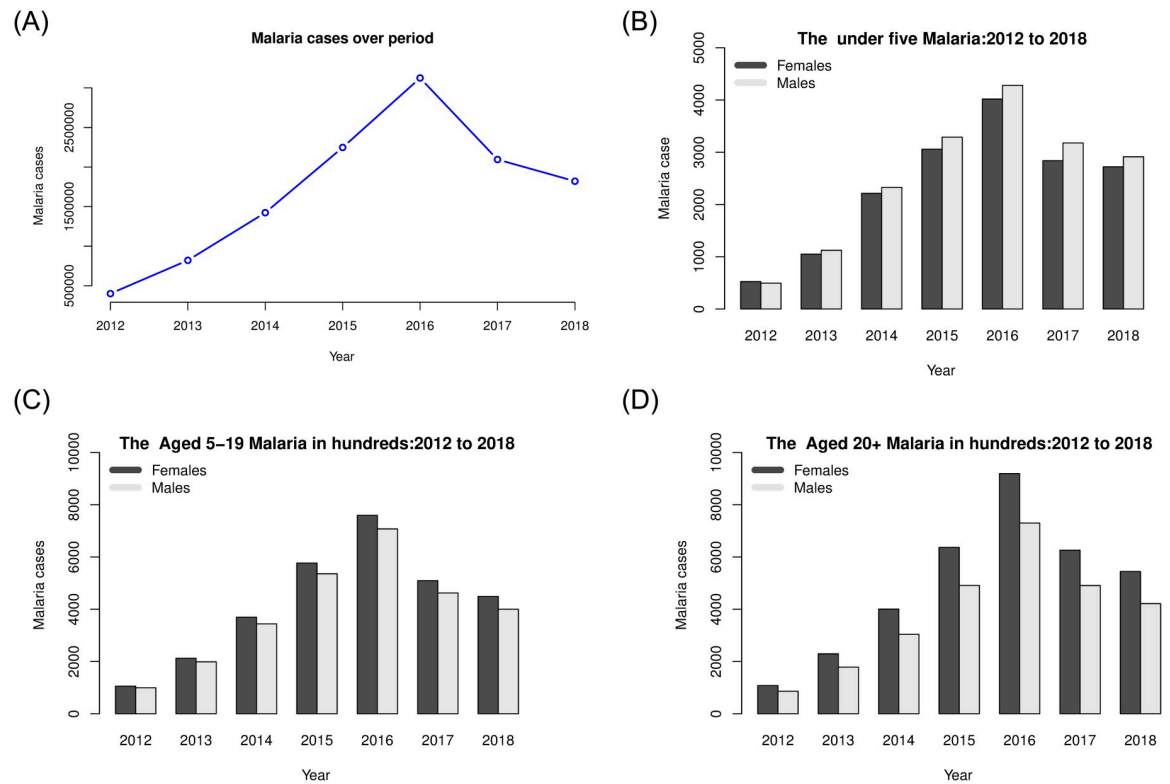 (A)
Malaria cases over period
Malaria cases
2500000
1500000
500000
2012 2013 2014 2015 2016 2017 2018
Year
(B)
The under five Malaria:2012 to 2018
Females
Males
Malaria case
5000
4000
3000
2000
1000
0
2012 2013 2014 2015 2016 2017 2018
Year
(C)
The Aged 5–19 Malaria in hundreds:2012 to 2018
Females
Males
Malaria cases
10000
8000
6000
4000
2000
0
2012 2013 2014 2015 2016 2017 2018
Year
(D)
The Aged 20+ Malaria in hundreds:2012 to 2018
Females
Males
Malaria cases
10000
8000
6000
4000
2000
0
2012 2013 2014 2015 2016 2017 2018
Year